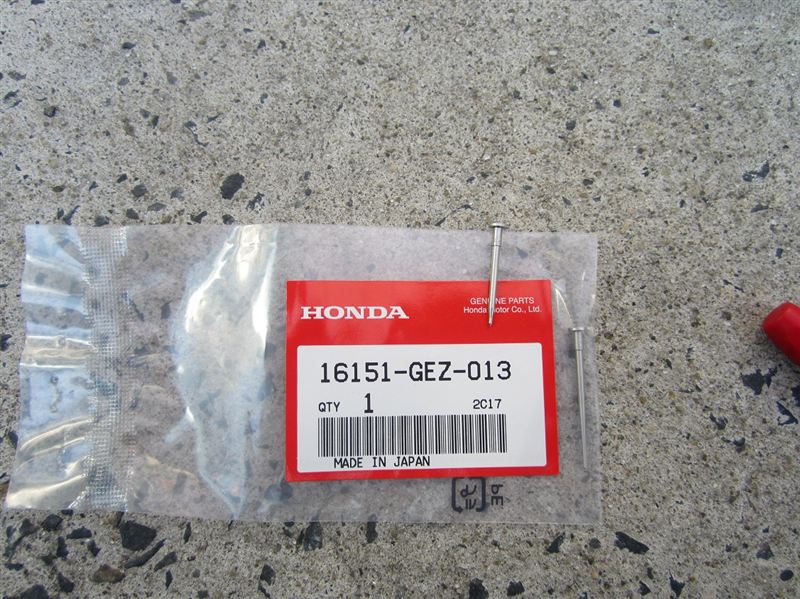 HONDA
GENUINE PARTS
Honda Motor Co., Ltd.
16151-GEZ-013
QTY 1 2C17
MADE IN JAPAN